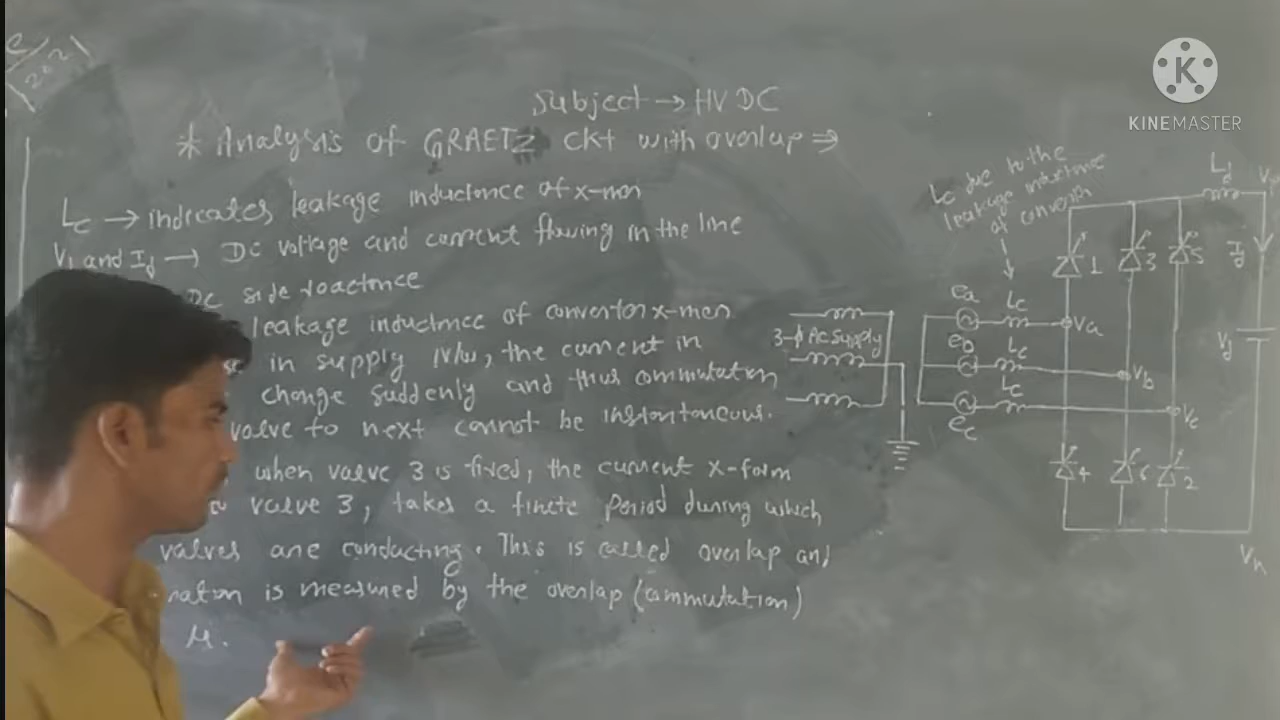 2021
Subject → HVDC
* Analysis of GRAETZ ckt with overlap ⇒
Lc → indicates leakage inductance of x-mer
V1 and Id → DC voltage and current flowing in the line
DC side reactance
leakage inductance of convertor x-mer
in supply N/w, the current in
change suddenly and thus commutation
valve to next cannot be instantoneous.
when valve 3 is fired, the current x-form
valve 3, takes a finite period during which
valves are conducting. This is called overlap and
is measured by the overlap (commutation)
μ.
Lc due to the
leakage inductance
of convertor
3-ϕ AC supply
ea Lc Va
eb Lc Vb
ec Lc Vc
1 3 5
4 6 2
Ld
Id
Vd
Vn
K
KINEMASTER